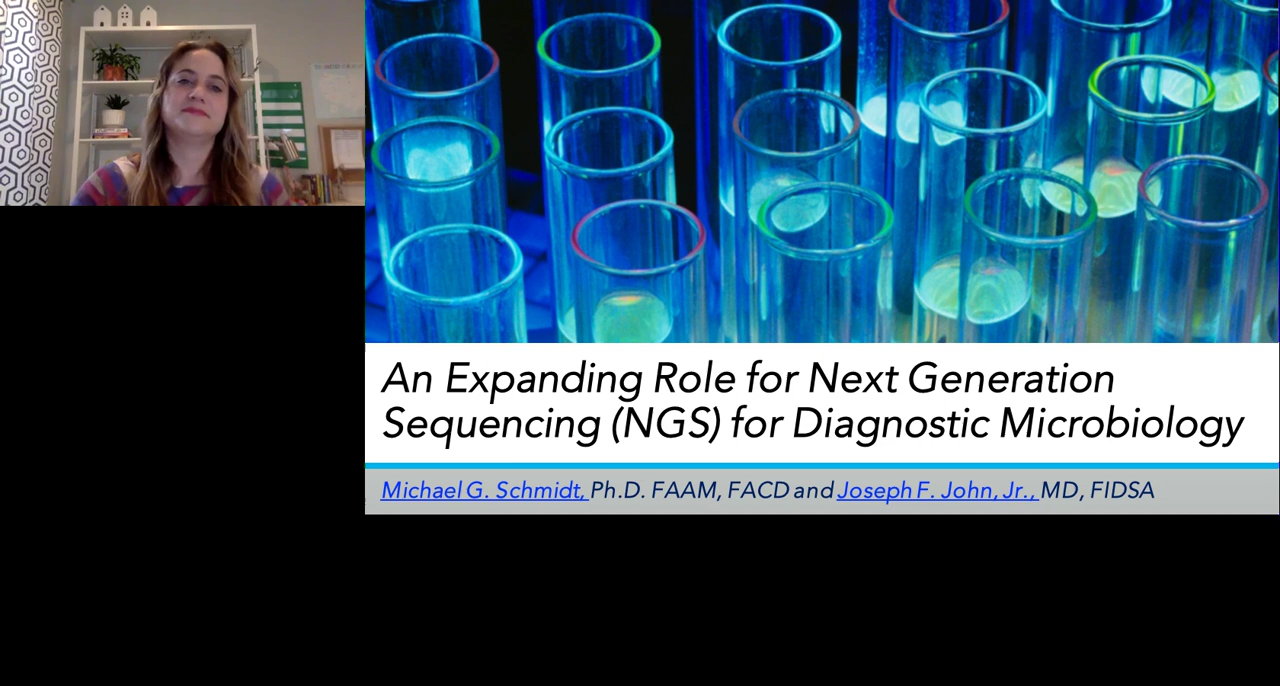 An Expanding Role for Next Generation
Sequencing (NGS) for Diagnostic Microbiology
Michael G. Schmidt, Ph.D. FAAM, FACD and Joseph F. John, Jr., MD, FIDSA